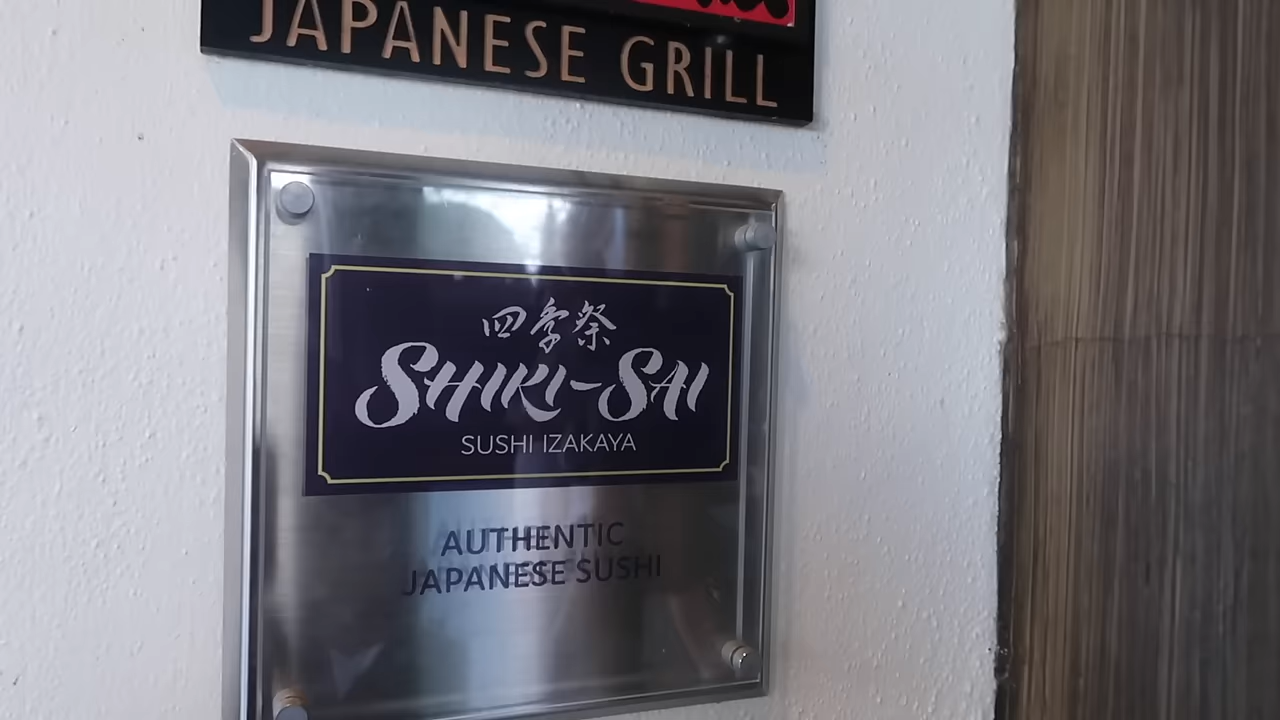 JAPANESE GRILL
四季祭
SHIKI-SAI
SUSHI IZAKAYA
AUTHENTIC
JAPANESE SUSHI